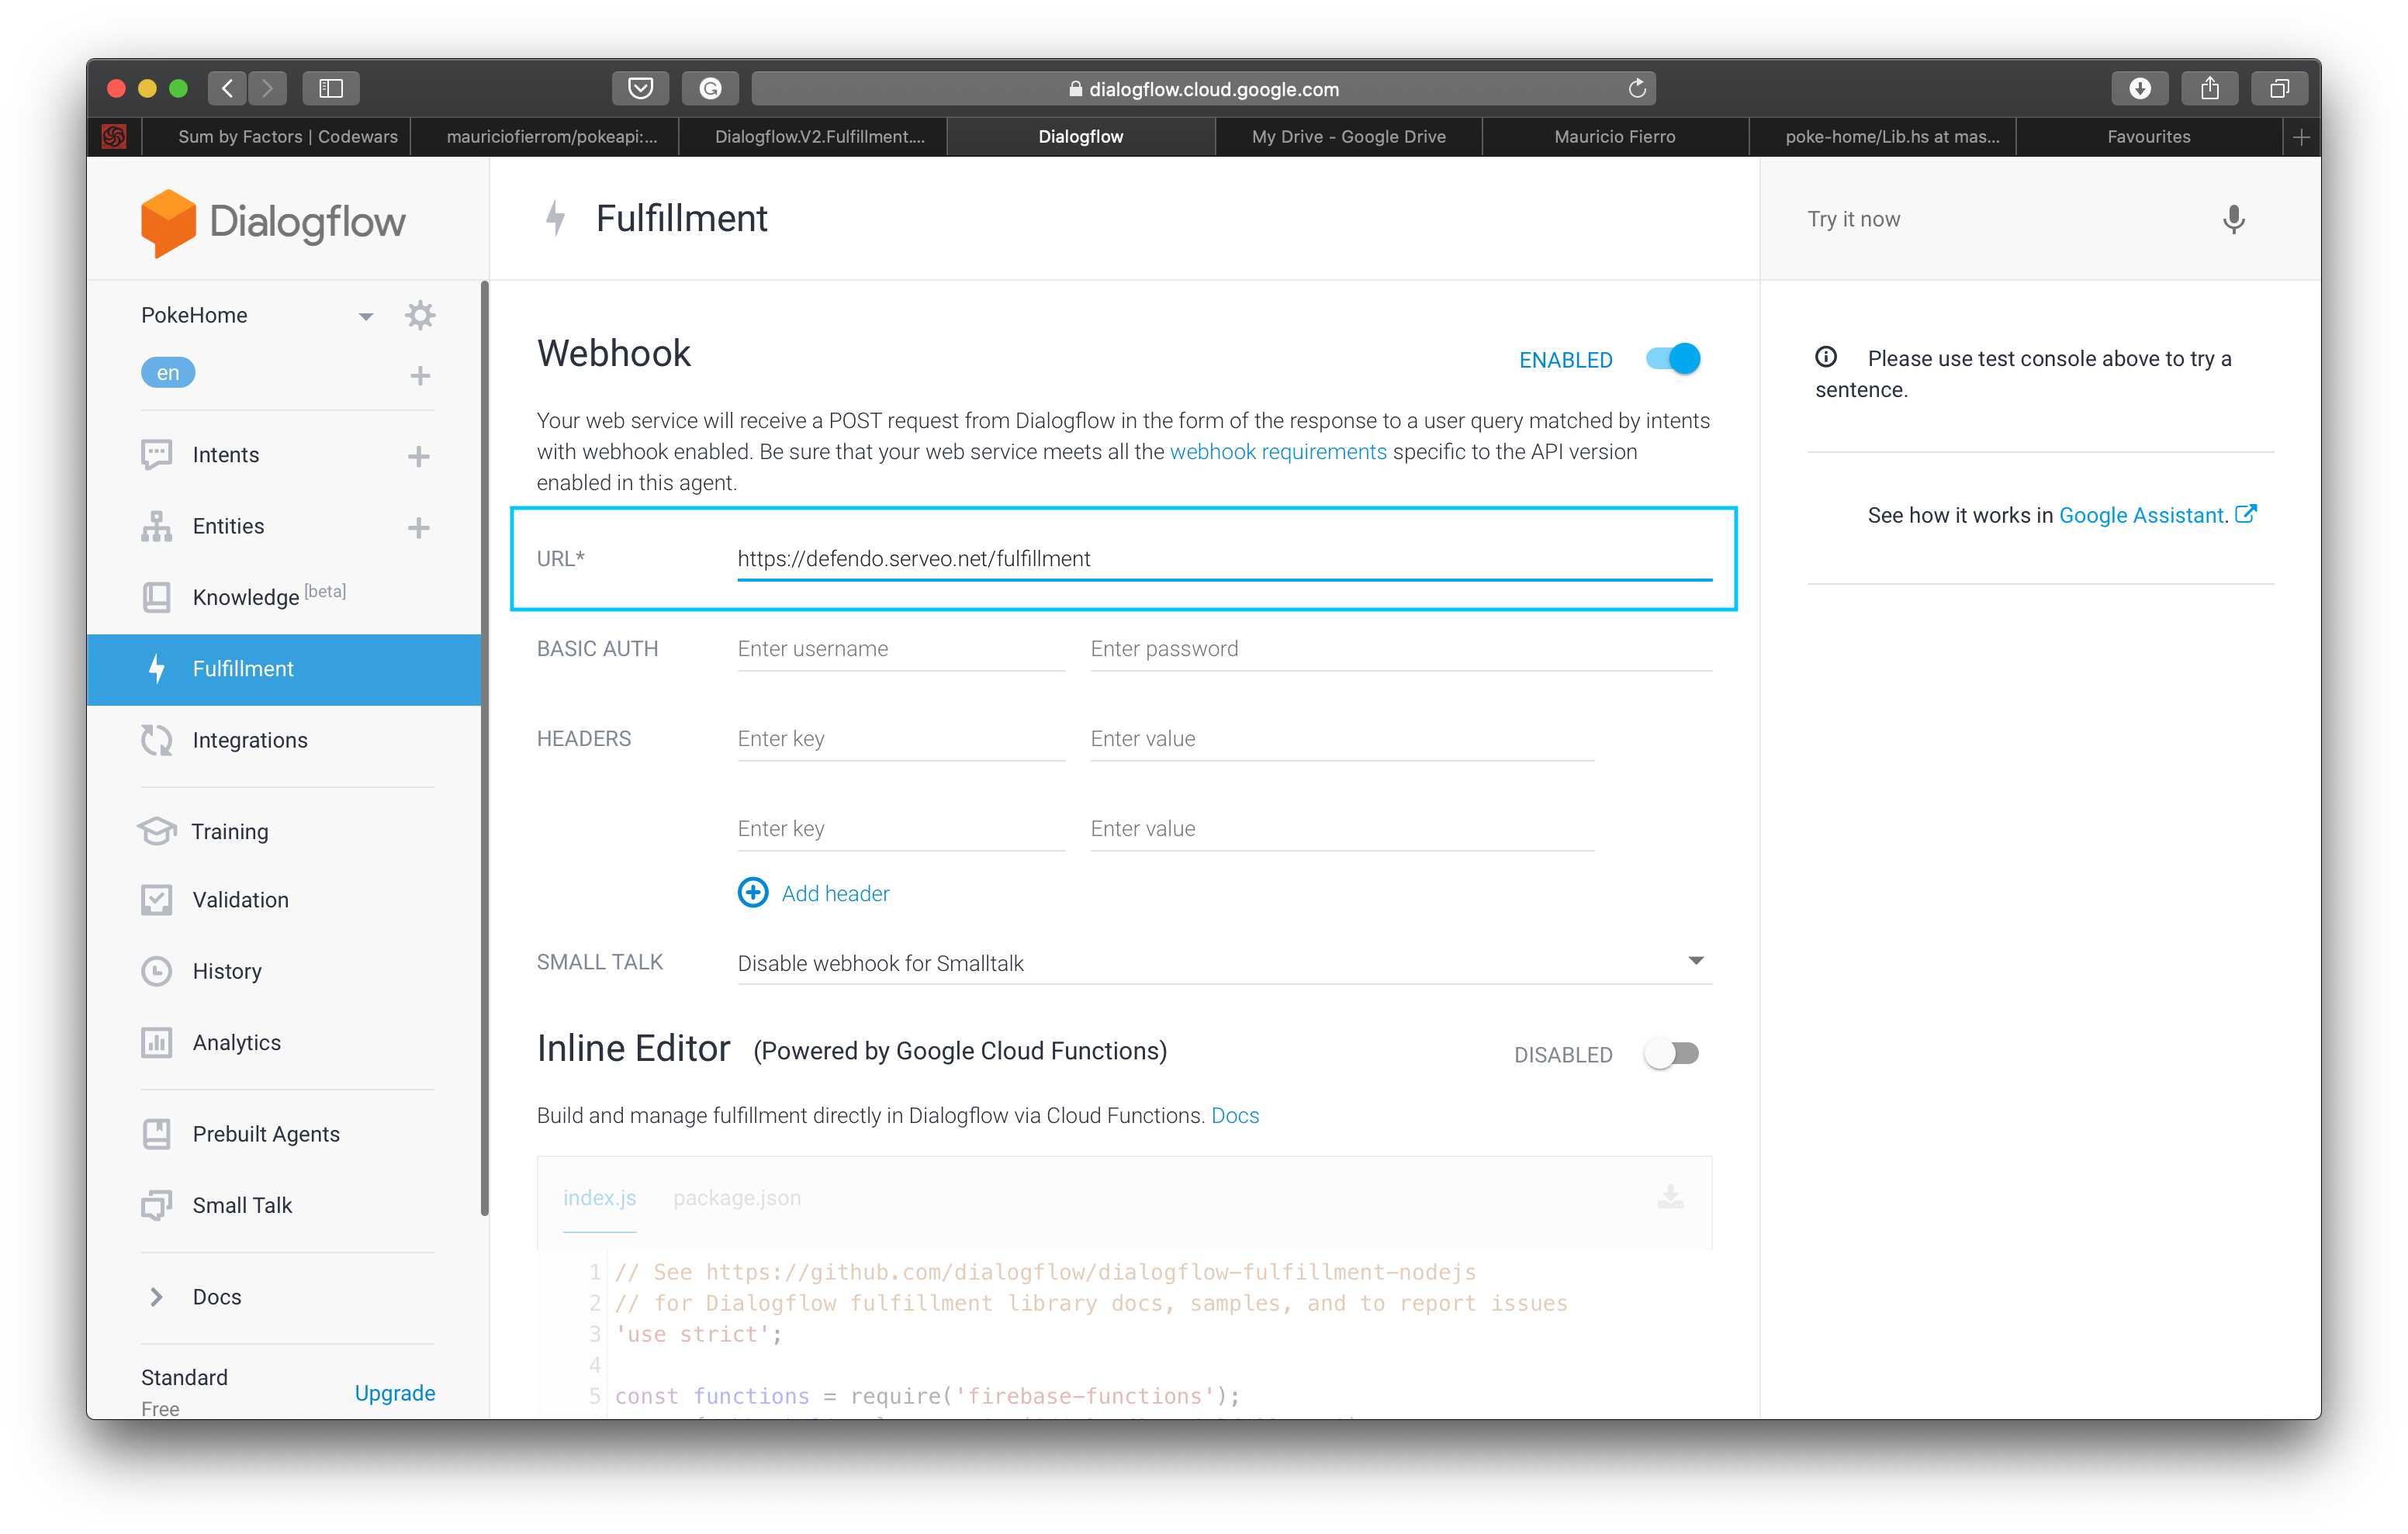 dialogflow.cloud.google.com
Sum by Factors | Codewars
mauriciofierrom/pokeapi:...
Dialogflow.V2.Fulfillment....
Dialogflow
My Drive - Google Drive
Mauricio Fierro
poke-home/Lib.hs at mas...
Favourites
Dialogflow
Fulfillment
Try it now
PokeHome
en
Intents
Entities
Knowledge [beta]
Fulfillment
Integrations
Training
Validation
History
Analytics
Prebuilt Agents
Small Talk
Docs
Standard
Free
Upgrade
Webhook
ENABLED
Your web service will receive a POST request from Dialogflow in the form of the response to a user query matched by intents
with webhook enabled. Be sure that your web service meets all the webhook requirements specific to the API version
enabled in this agent.
URL*
https://defendo.serveo.net/fulfillment
BASIC AUTH
Enter username
Enter password
HEADERS
Enter key
Enter value
Enter key
Enter value
Add header
SMALL TALK
Disable webhook for Smalltalk
Inline Editor (Powered by Google Cloud Functions)
DISABLED
Build and manage fulfillment directly in Dialogflow via Cloud Functions. Docs
index.js
package.json
1 // See https://github.com/dialogflow/dialogflow-fulfillment-nodejs
2 // for Dialogflow fulfillment library docs, samples, and to report issues
3 'use strict';
4
5 const functions = require('firebase-functions');
Please use test console above to try a
sentence.
See how it works in Google Assistant.